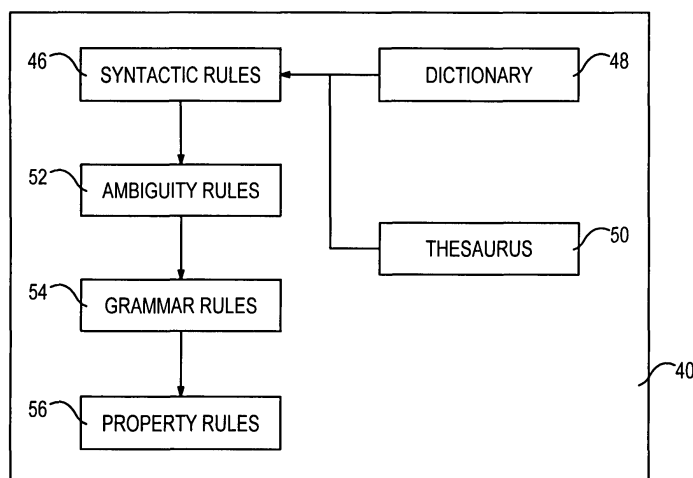 46 SYNTACTIC RULES DICTIONARY 48
52 AMBIGUITY RULES
THESAURUS 50
54 GRAMMAR RULES
40
56 PROPERTY RULES